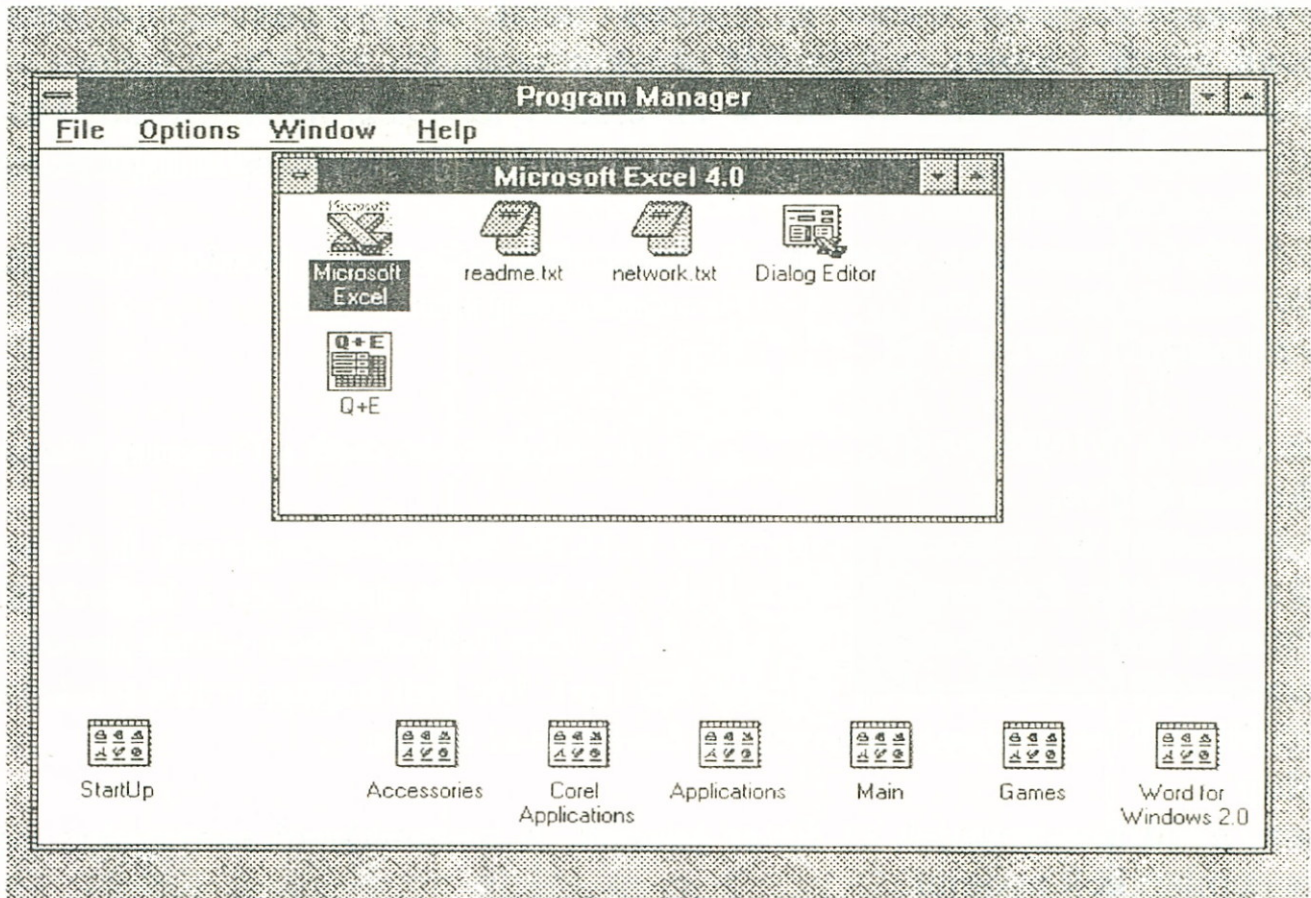 Program Manager
File Options Window Help
Microsoft Excel 4.0
Microsoft
Microsoft
Excel
readme.txt
network.txt
Dialog Editor
Q+E
Q+E
StartUp
Accessories
Corel
Applications
Applications
Main
Games
Word for
Windows 2.0